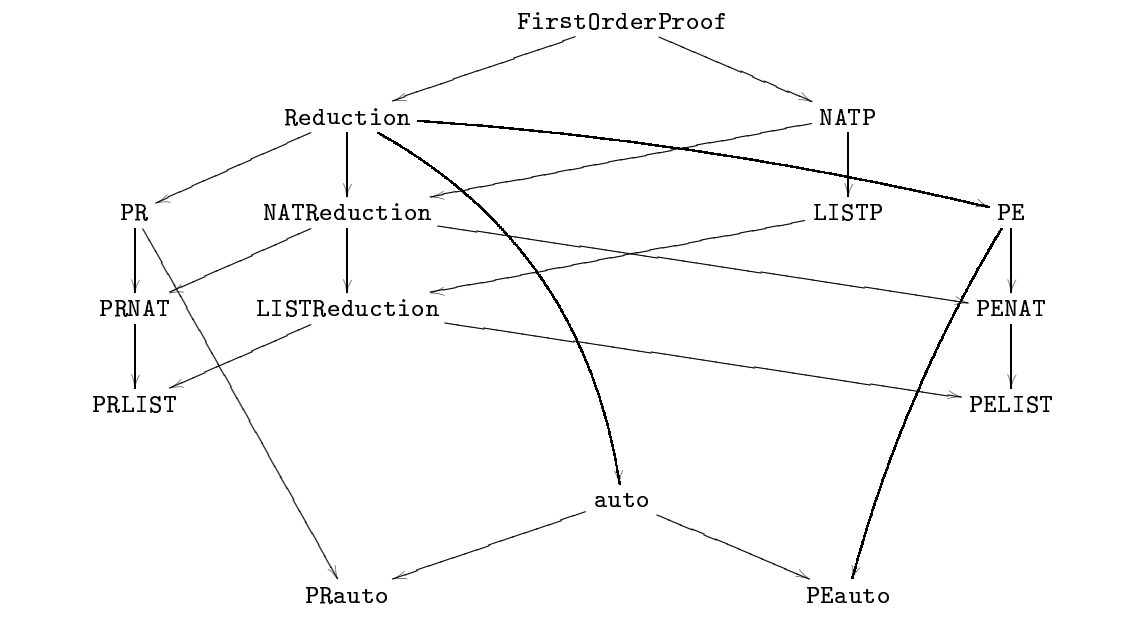 FirstOrderProof
Reduction NATP
PR NATReduction LISTP PE
PRNAT LISTReduction PENAT
PRLIST PELIST
auto
PRauto PEauto